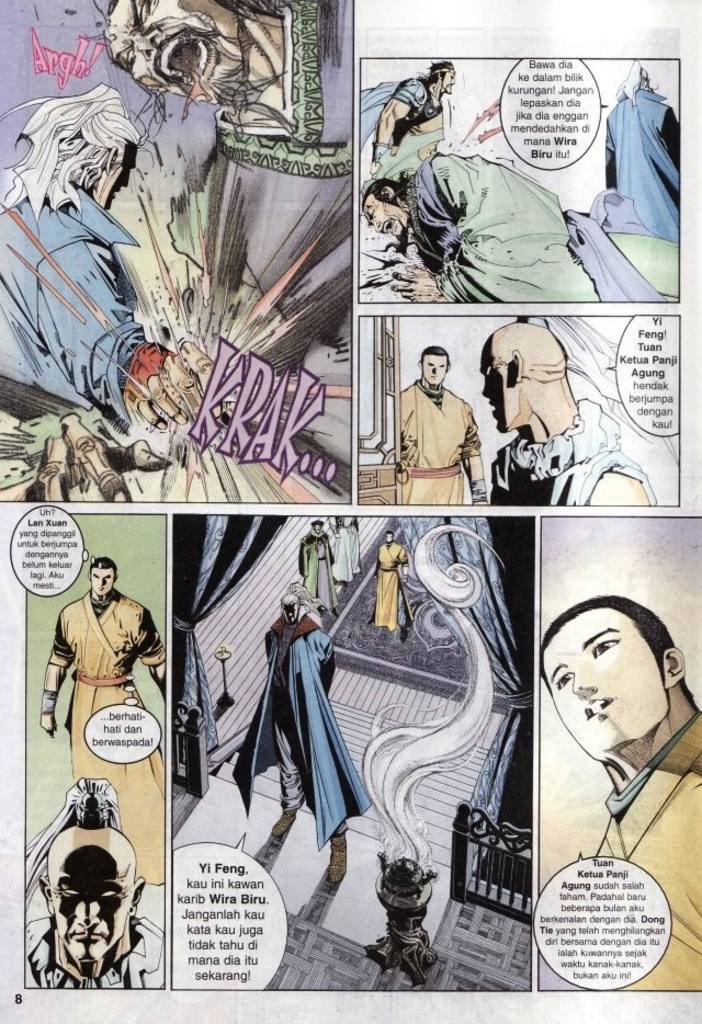 Argh!
KRAK...
Bawa dia
ke dalam bilik
kurungan! Jangan
lepaskan dia
jika dia enggan
mendedahkan di
mana Wira
Biru itu!
Yi
Feng!
Tuan
Ketua Panji
Agung
hendak
berjumpa
dengan
kau!
Uh?
Lan Xuan
yang dipanggil
untuk berjumpa
dengannya
belum keluar
lagi. Aku
mesti...
...berhati-
hati dan
berwaspada!
Yi Feng,
kau ini kawan
karib Wira Biru.
Janganlah kau
kata kau juga
tidak tahu di
mana dia itu
sekarang!
Tuan
Ketua Panji
Agung sudah salah
faham. Padahal baru
beberapa bulan aku
berkenalan dengan dia. Dong
Tie yang telah menghilangkan
diri bersama dengan dia itu
ialah kawannya sejak
waktu kanak-kanak,
bukan aku ini!
8